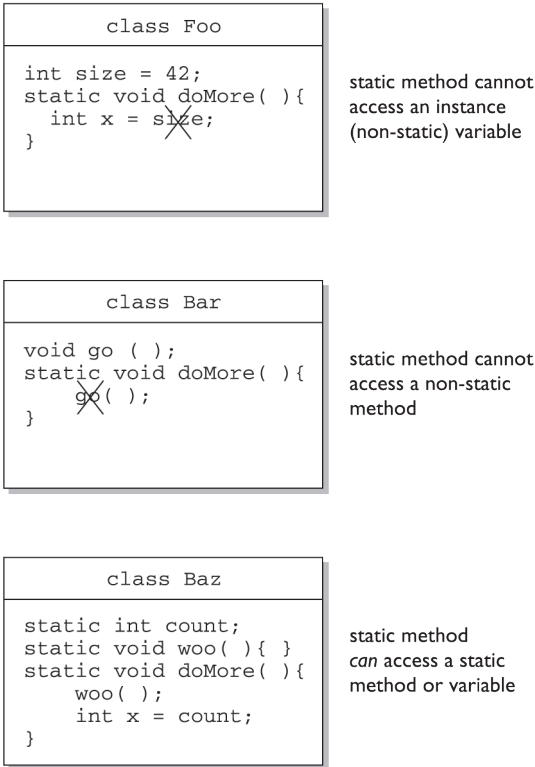 class Foo
int size = 42;
static void doMore( ){
int x = size;
}
static method cannot
access an instance
(non-static) variable
class Bar
void go ( );
static void doMore( ){
go( );
}
static method cannot
access a non-static
method
class Baz
static int count;
static void woo( ){ }
static void doMore( ){
woo( );
int x = count;
}
static method
can access a static
method or variable